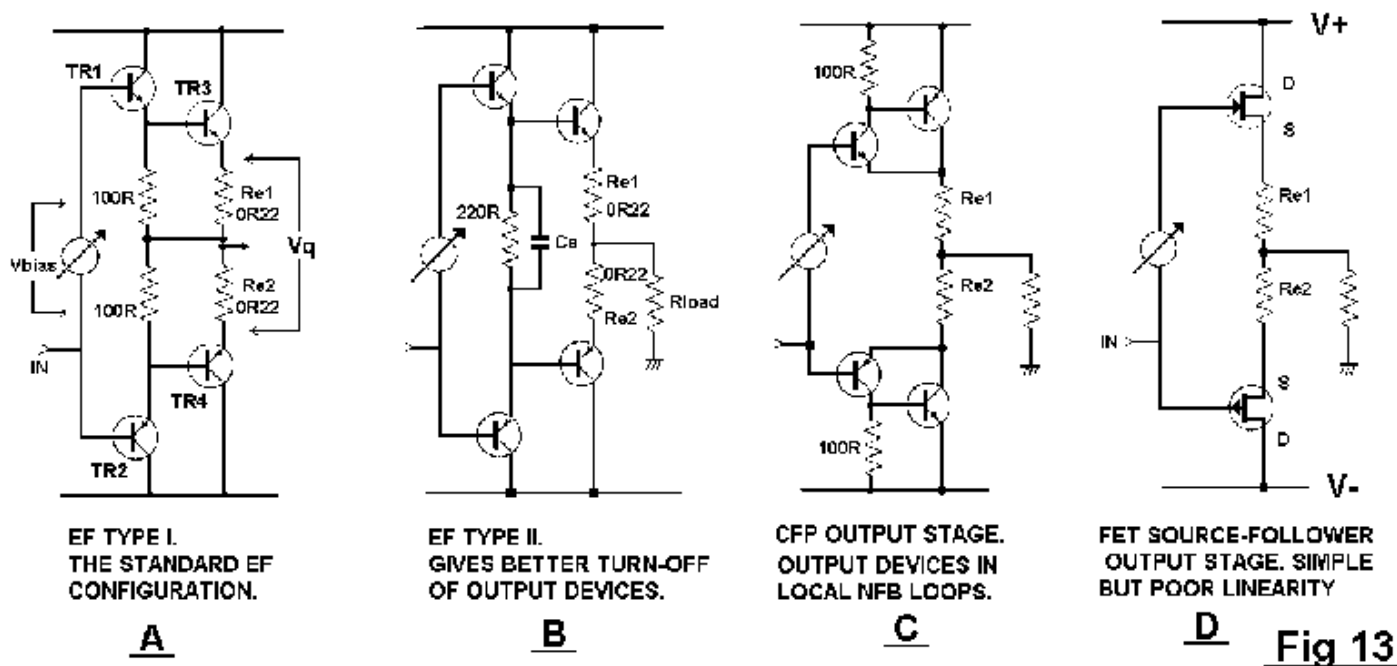 TR1
TR3
100R
Re1
0R22
Vbias
Vq
100R
Re2
0R22
IN
TR4
TR2
EF TYPE I.
THE STANDARD EF
CONFIGURATION.
A
Re1
0R22
220R
Cs
0R22
Re2
Rload
EF TYPE II.
GIVES BETTER TURN-OFF
OF OUTPUT DEVICES.
B
100R
Re1
Re2
100R
CFP OUTPUT STAGE.
OUTPUT DEVICES IN
LOCAL NFB LOOPS.
C
V+
D
S
Re1
Re2
IN
S
D
V-
FET SOURCE-FOLLOWER
OUTPUT STAGE. SIMPLE
BUT POOR LINEARITY
D
Fig 13